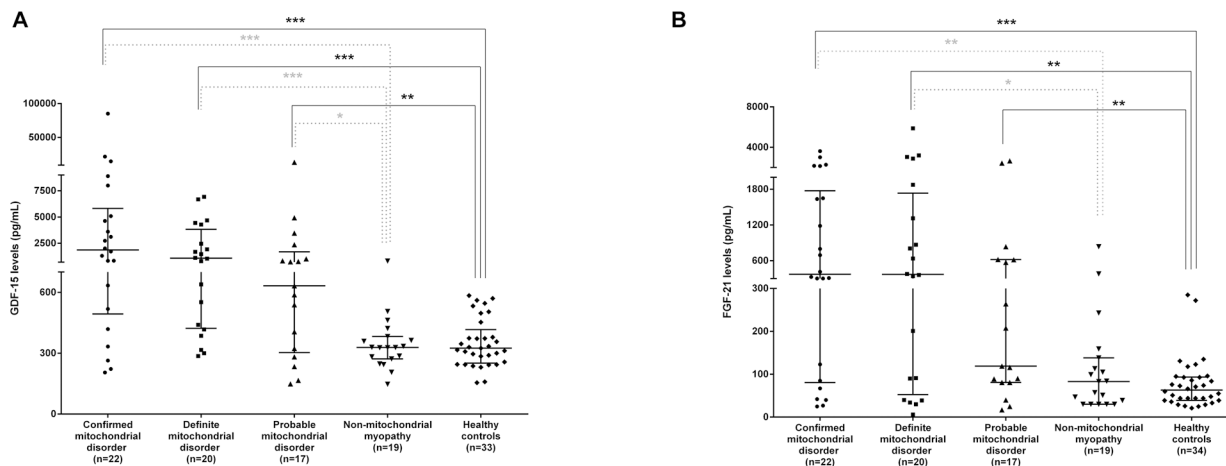 A
***
***
***
***
**
*
GDF-15 levels (pg/mL)
100000
50000
7500
5000
2500
600
300
0
Confirmed
mitochondrial
disorder
(n=22)
Definite
mitochondrial
disorder
(n=20)
Probable
mitochondrial
disorder
(n=17)
Non-mitochondrial
myopathy
(n=19)
Healthy
controls
(n=33)
B
***
**
**
*
**
FGF-21 levels (pg/mL)
8000
4000
1800
1200
600
100
50
0
Confirmed
mitochondrial
disorder
(n=22)
Definite
mitochondrial
disorder
(n=20)
Probable
mitochondrial
disorder
(n=17)
Non-mitochondrial
myopathy
(n=19)
Healthy
controls
(n=34)